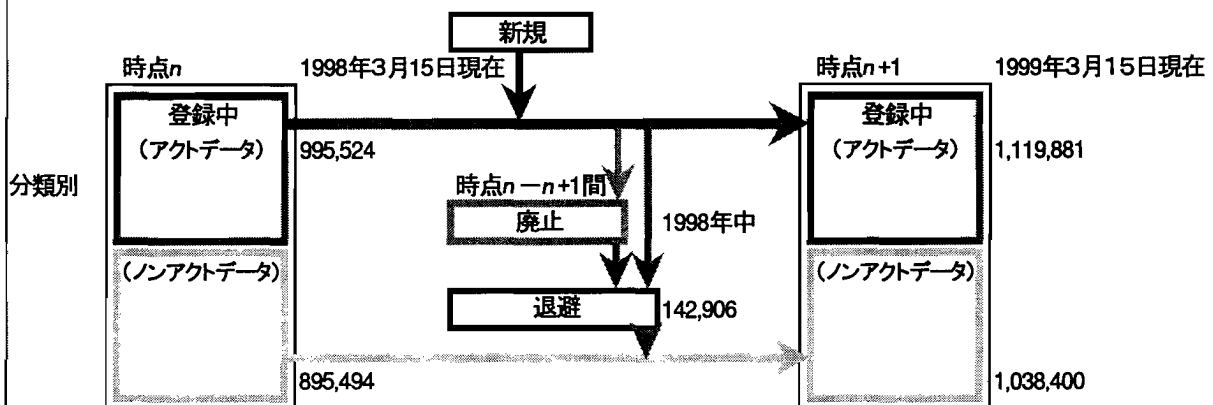 新規
時点n
1998年3月15日現在
時点n+1
1999年3月15日現在
登録中
(アクトデータ)
995,524
登録中
(アクトデータ)
1,119,881
分類別
時点n-n+1間
廃止
1998年中
(ノンアクトデータ)
(ノンアクトデータ)
退避
142,906
895,494
1,038,400